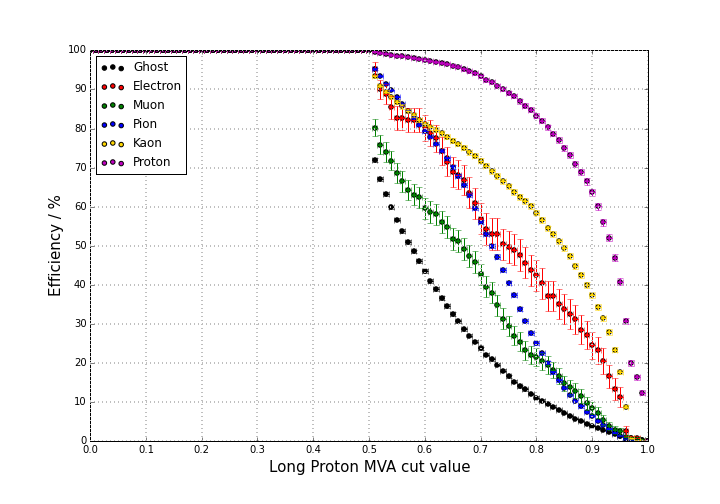 100
90
80
70
60
50
40
30
20
10
0
Efficiency / %
Ghost
Electron
Muon
Pion
Kaon
Proton
0.0 0.1 0.2 0.3 0.4 0.5 0.6 0.7 0.8 0.9 1.0
Long Proton MVA cut value